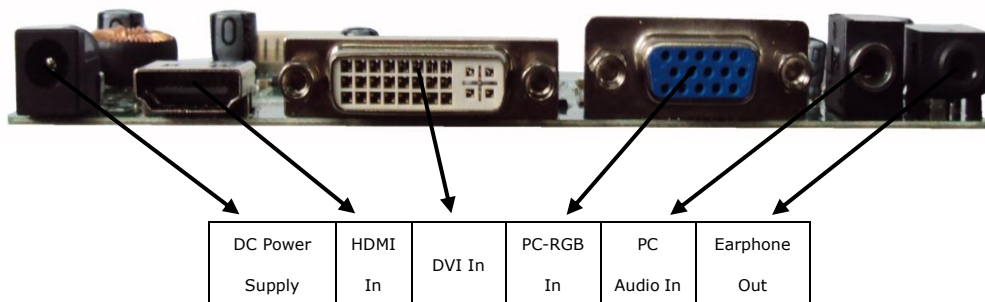 DC Power
Supply
HDMI
In
DVI In
PC-RGB
In
PC
Audio In
Earphone
Out